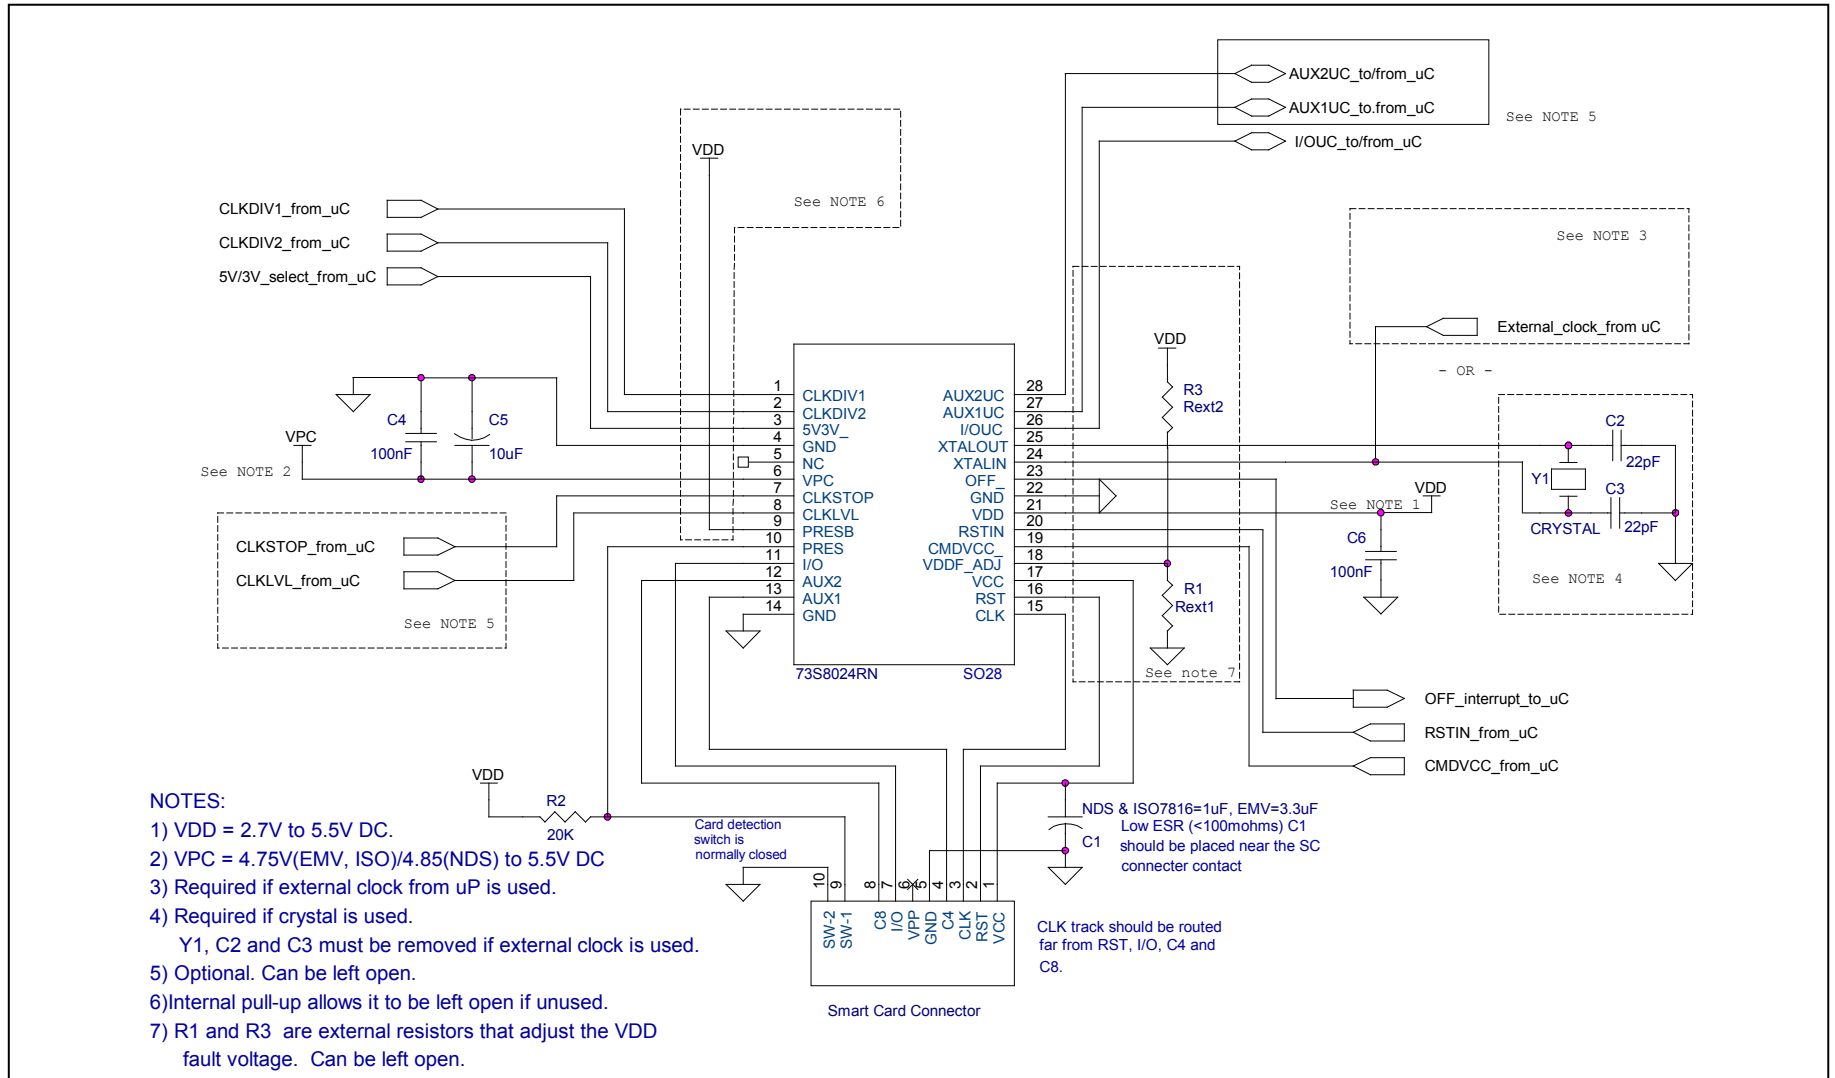 AUX2UC_to/from_uC
AUX1UC_to.from_uC
See NOTE 5
I/OUC_to/from_uC
VDD
See NOTE 6
CLKDIV1_from_uC
CLKDIV2_from_uC
5V/3V_select_from_uC
See NOTE 3
External_clock_from uC
- OR -
VDD
R3
Rext2
1
2
3
4
5
6
7
8
9
10
11
12
13
14
CLKDIV1
CLKDIV2
5V3V_
GND
NC
VPC
CLKSTOP
CLKLVL
PRESB
PRES
I/O
AUX2
AUX1
GND
AUX2UC
AUX1UC
I/OUC
XTALOUT
XTALIN
OFF_
GND
VDD
RSTIN
CMDVCC_
VDDF_ADJ
VCC
RST
CLK
28
27
26
25
24
23
22
21
20
19
18
17
16
15
73S8024RN
SO28
C4
100nF
C5
10uF
VPC
See NOTE 2
CLKSTOP_from_uC
CLKLVL_from_uC
See NOTE 5
R1
Rext1
See note 7
See NOTE 1
VDD
C6
100nF
C2
22pF
Y1
C3
22pF
CRYSTAL
See NOTE 4
OFF_interrupt_to_uC
RSTIN_from_uC
CMDVCC_from_uC
VDD
R2
20K
Card detection
switch is
normally closed
C1
NDS & ISO7816=1uF, EMV=3.3uF
Low ESR (<100mohms) C1
should be placed near the SC
connecter contact
10
9
8
7
6
5
4
3
2
1
SW-2
SW-1
C8
I/O
VPP
GND
C4
CLK
RST
VCC
CLK track should be routed
far from RST, I/O, C4 and
C8.
Smart Card Connector
NOTES:
1) VDD = 2.7V to 5.5V DC.
2) VPC = 4.75V(EMV, ISO)/4.85(NDS) to 5.5V DC
3) Required if external clock from uP is used.
4) Required if crystal is used.
Y1, C2 and C3 must be removed if external clock is used.
5) Optional. Can be left open.
6)Internal pull-up allows it to be left open if unused.
7) R1 and R3 are external resistors that adjust the VDD
fault voltage. Can be left open.